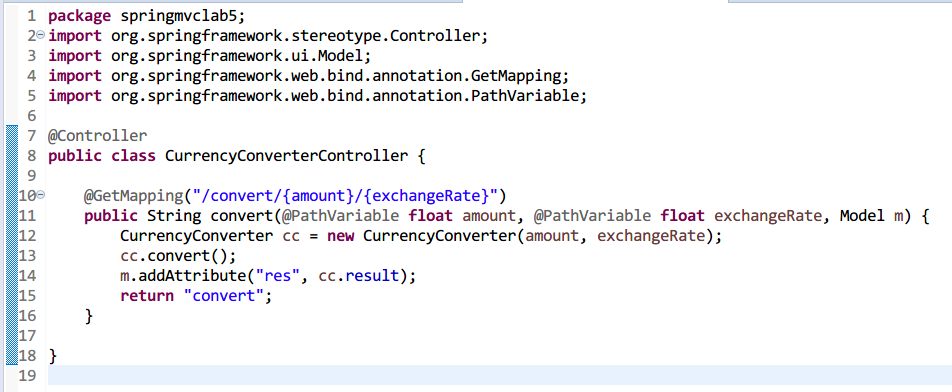 1 package springmvclab5;
2 import org.springframework.stereotype.Controller;
3 import org.springframework.ui.Model;
4 import org.springframework.web.bind.annotation.GetMapping;
5 import org.springframework.web.bind.annotation.PathVariable;
6
7 @Controller
8 public class CurrencyConverterController {
9
10     @GetMapping("/convert/{amount}/{exchangeRate}")
11     public String convert(@PathVariable float amount, @PathVariable float exchangeRate, Model m) {
12         CurrencyConverter cc = new CurrencyConverter(amount, exchangeRate);
13         cc.convert();
14         m.addAttribute("res", cc.result);
15         return "convert";
16     }
17
18 }
19